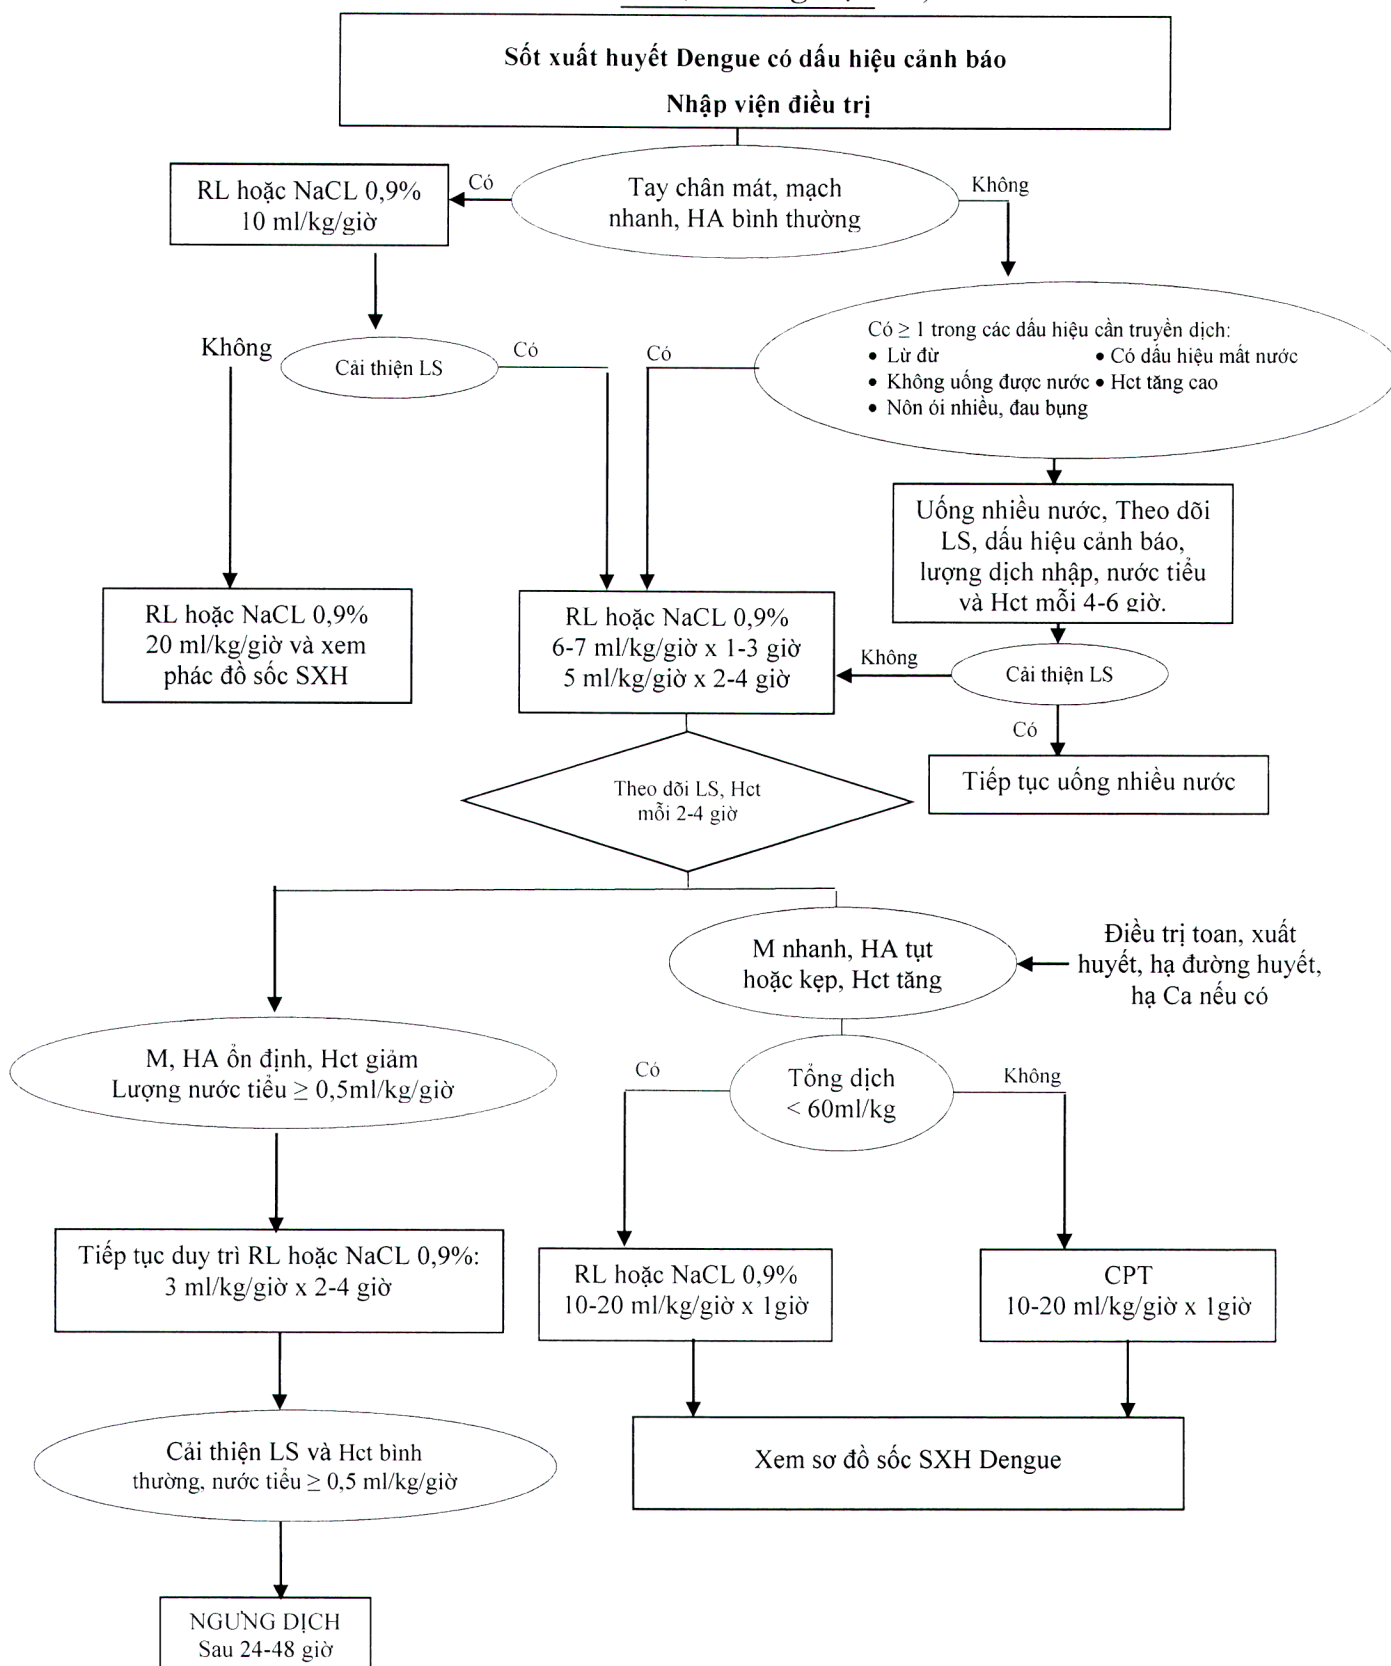 Sốt xuất huyết Dengue có dấu hiệu cảnh báo
Nhập viện điều trị
RL hoặc NaCL 0,9%
10 ml/kg/giờ
Có
Tay chân mát, mạch
nhanh, HA bình thường
Không
Không
Cải thiện LS
Có
Có
Có ≥ 1 trong các dấu hiệu cần truyền dịch:
• Lừ đừ
• Có dấu hiệu mất nước
• Không uống được nước
• Hct tăng cao
• Nôn ói nhiều, đau bụng
Uống nhiều nước, Theo dõi
LS, dấu hiệu cảnh báo,
lượng dịch nhập, nước tiểu
và Hct mỗi 4-6 giờ.
RL hoặc NaCL 0,9%
20 ml/kg/giờ và xem
phác đồ sốc SXH
RL hoặc NaCL 0,9%
6-7 ml/kg/giờ x 1-3 giờ
5 ml/kg/giờ x 2-4 giờ
Không
Cải thiện LS
Có
Tiếp tục uống nhiều nước
Theo dõi LS, Hct
mỗi 2-4 giờ
M nhanh, HA tụt
hoặc kẹp, Hct tăng
Điều trị toan, xuất
huyết, hạ đường huyết,
hạ Ca nếu có
M, HA ổn định, Hct giảm
Lượng nước tiểu ≥ 0,5ml/kg/giờ
Có
Tổng dịch
< 60ml/kg
Không
Tiếp tục duy trì RL hoặc NaCL 0,9%:
3 ml/kg/giờ x 2-4 giờ
RL hoặc NaCL 0,9%
10-20 ml/kg/giờ x 1giờ
CPT
10-20 ml/kg/giờ x 1giờ
Cải thiện LS và Hct bình
thường, nước tiểu ≥ 0,5 ml/kg/giờ
Xem sơ đồ sốc SXH Dengue
NGƯNG DỊCH
Sau 24-48 giờ